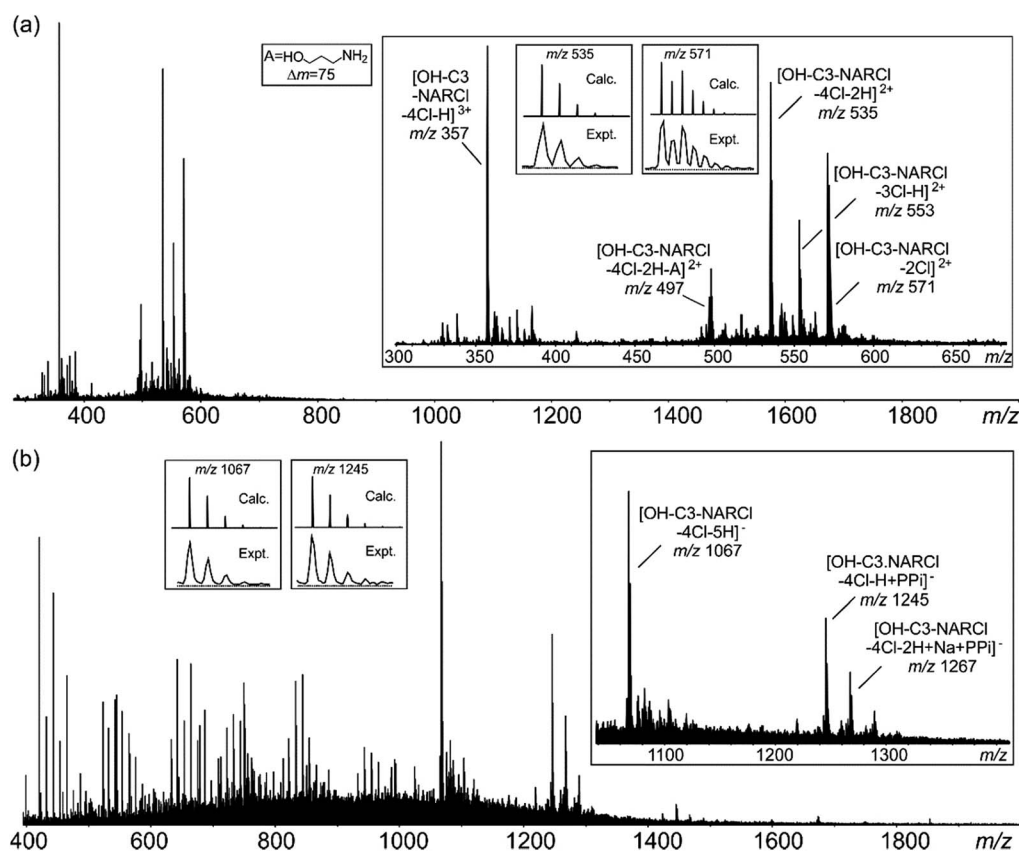 (a)
A=HO NH₂
Δm=75
[OH-C3
-NARCl
-4Cl-H]³⁺
m/z 357
m/z 535
Calc.
Expt.
m/z 571
Calc.
Expt.
[OH-C3-NARCl
-4Cl-2H]²⁺
m/z 535
[OH-C3-NARCl
-3Cl-H]²⁺
m/z 553
[OH-C3-NARCl
-2Cl]²⁺
m/z 571
[OH-C3-NARCl
-4Cl-2H-A]²⁺
m/z 497
300 350 400 450 500 550 600 650 m/z
400 600 800 1000 1200 1400 1600 1800 m/z
(b)
m/z 1067
Calc.
Expt.
m/z 1245
Calc.
Expt.
[OH-C3-NARCl
-4Cl-5H]⁻
m/z 1067
[OH-C3.NARCl
-4Cl-H+PPi]⁻
m/z 1245
[OH-C3-NARCl
-4Cl-2H+Na+PPi]⁻
m/z 1267
1100 1200 1300 m/z
400 600 800 1000 1200 1400 1600 1800 m/z